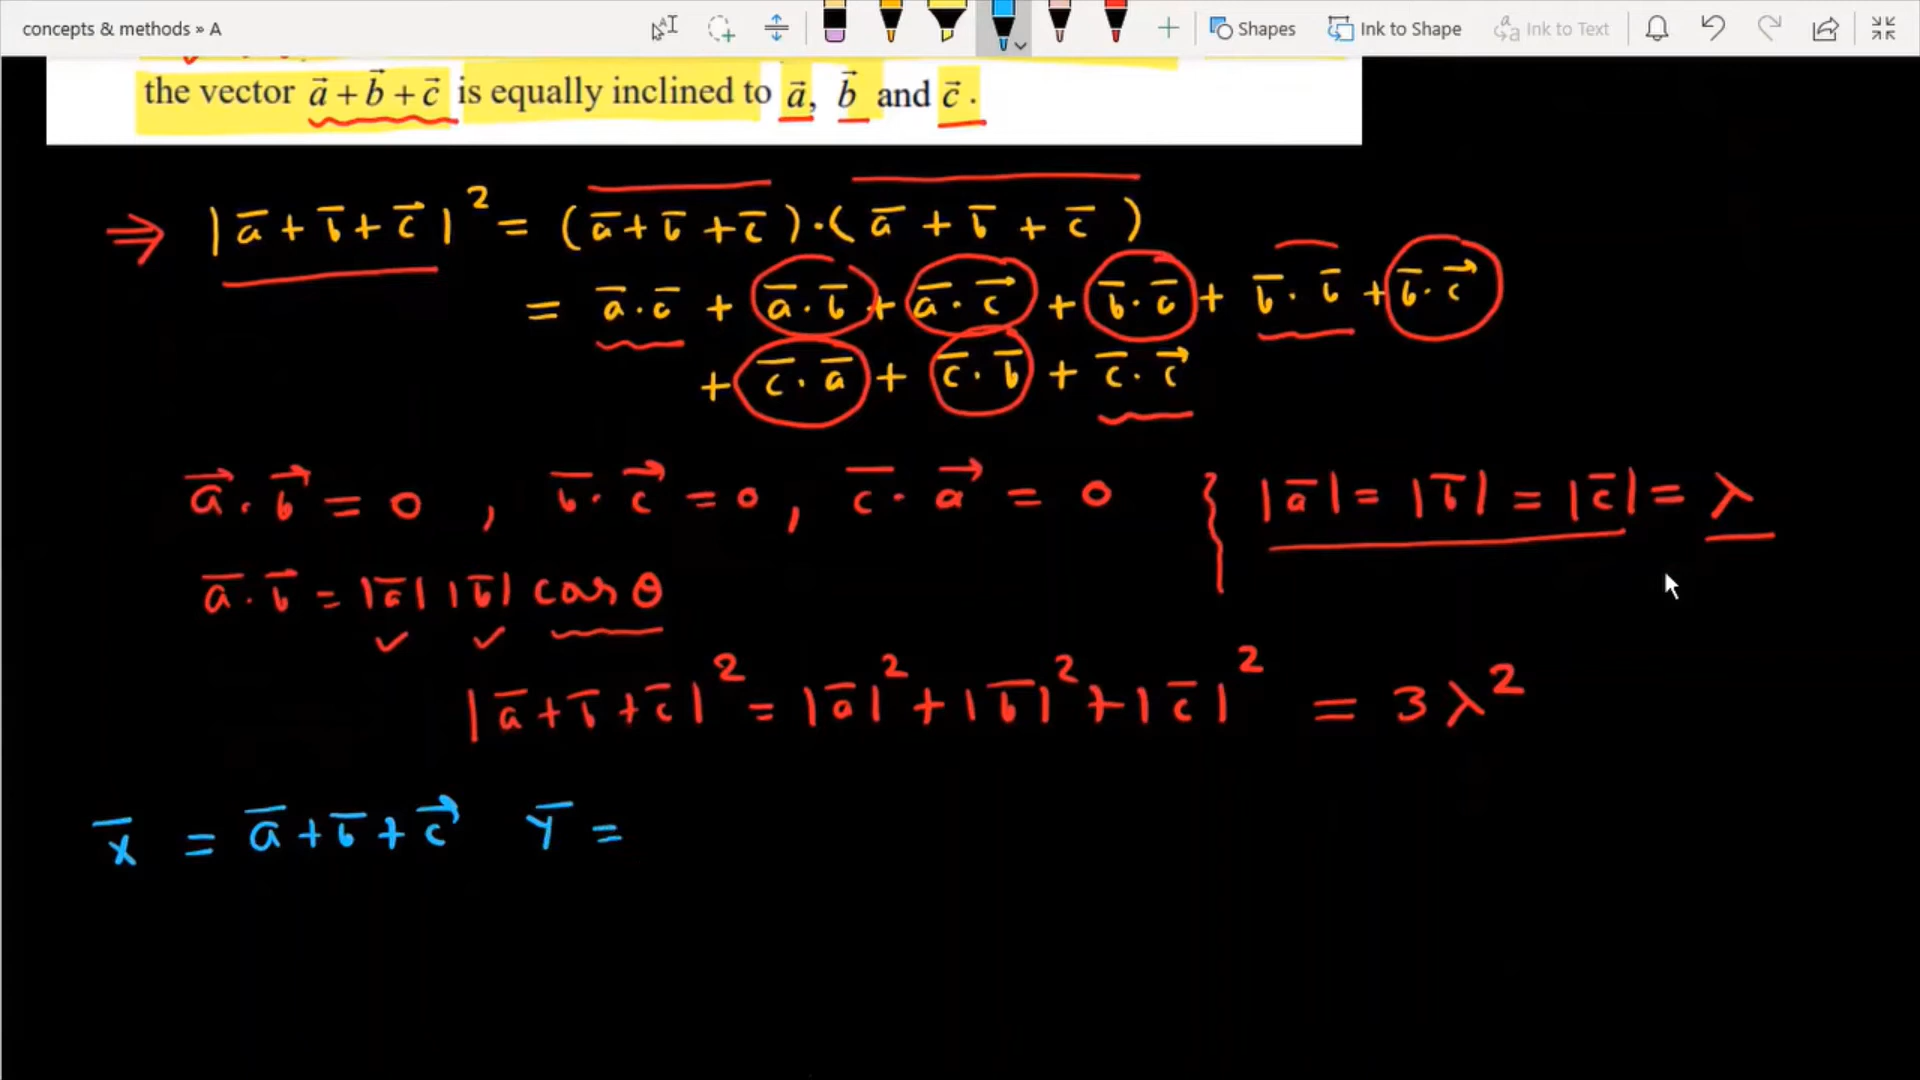 concepts & methods » A
Shapes Ink to Shape Ink to Text
the vector a⃗ + b⃗ + c⃗ is equally inclined to a⃗, b⃗ and c⃗ .
⇒ |a̅ + b̅ + c⃗|² = (a̅ + b̅ + c̅) · (a̅ + b̅ + c̅)
= a̅ · a̅ + a̅ · b̅ + a̅ · c⃗ + b̅ · a̅ + b̅ · b̅ + b̅ · c⃗
+ c̅ · a̅ + c̅ · b̅ + c̅ · c⃗
a⃗ · b⃗ = 0 , b̅ · c⃗ = 0 , c̅ · a⃗ = 0 { |a̅| = |b̅| = |c̅| = λ
a̅ · b⃗ = |a̅| |b̅| cos θ
|a̅ + b̅ + c̅|² = |a̅|² + |b̅|² + |c̅|² = 3λ²
x̅ = a̅ + b̅ + c⃗ y̅ =